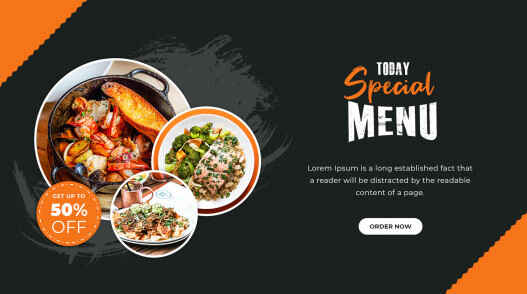 TODAY
Special
MENU
Lorem Ipsum is a long established fact that
a reader will be distracted by the readable
content of a page.
ORDER NOW
GET UP TO
50%
OFF